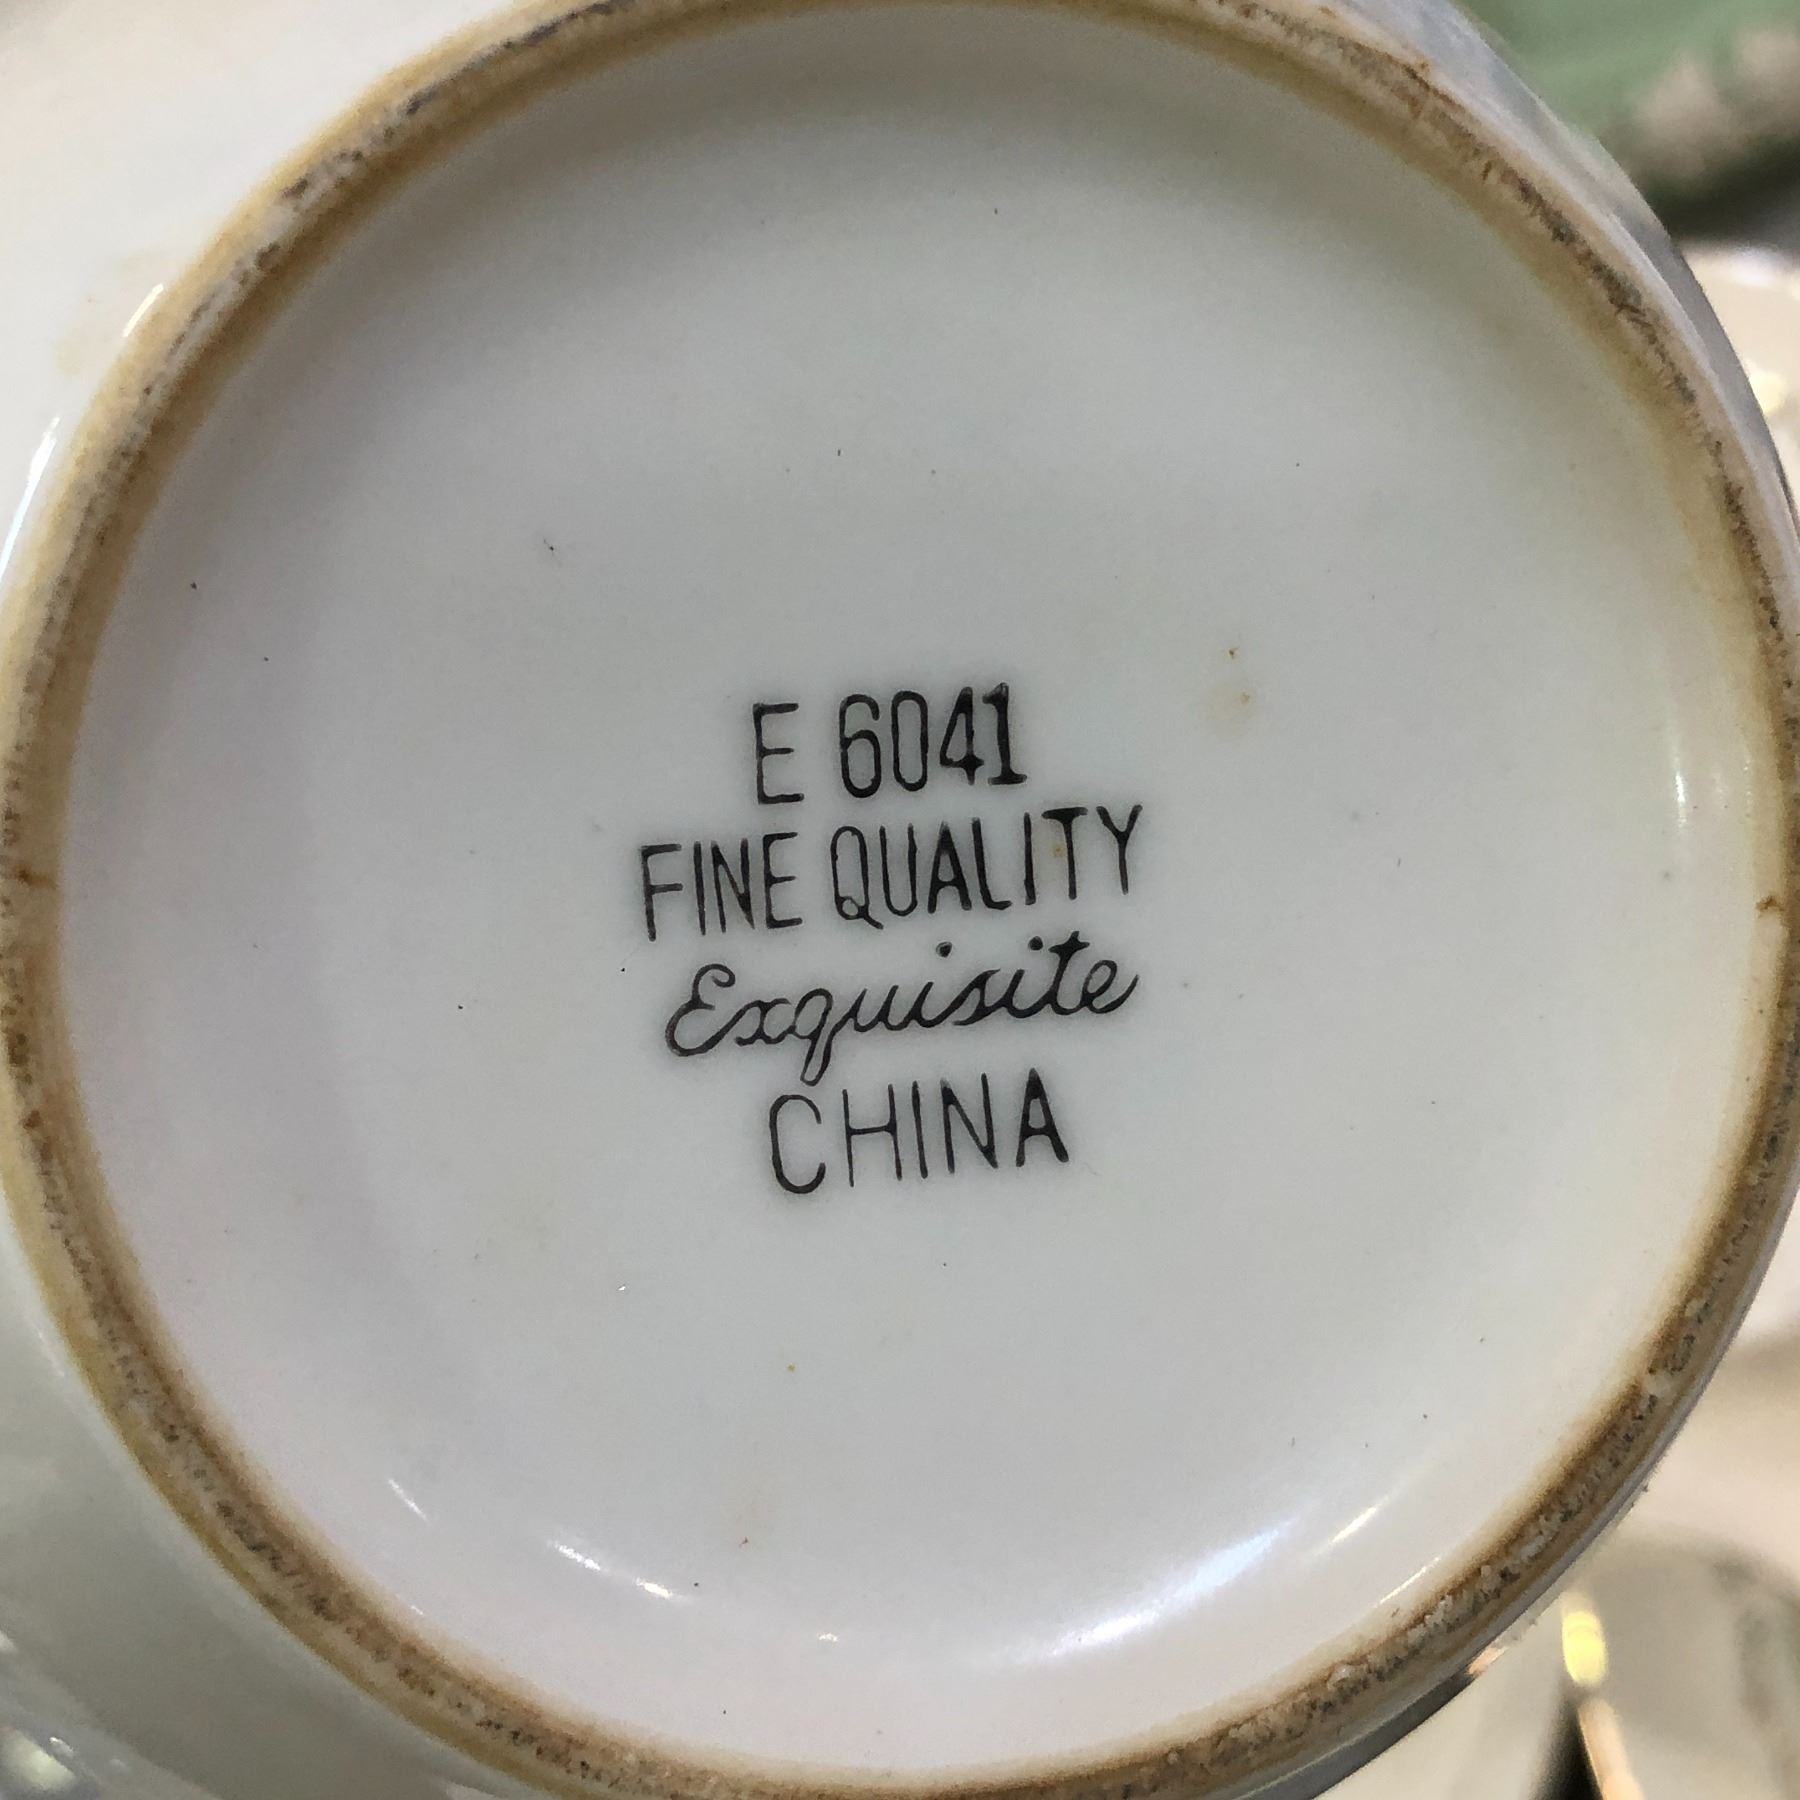 E 6041
FINE QUALITY
Exquisite
CHINA